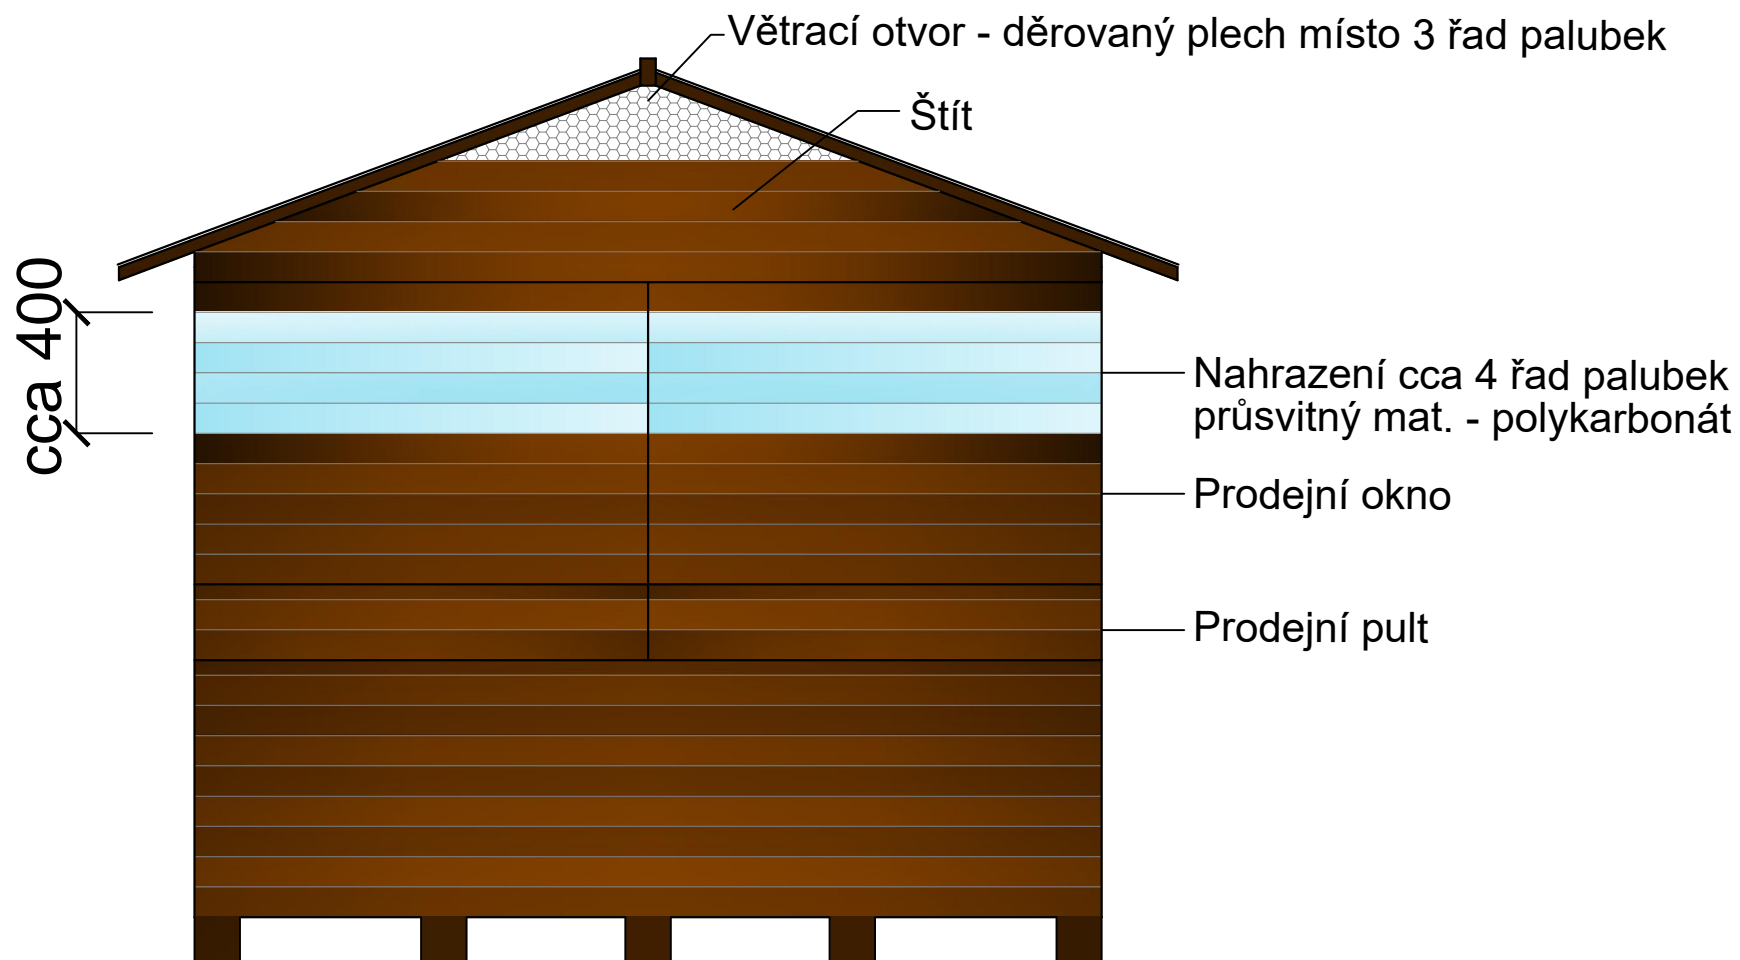 Větrací otvor - děrovaný plech místo 3 řad palubek
Štít
cca 400
Nahrazení cca 4 řad palubek
průsvitný mat. - polykarbonát
Prodejní okno
Prodejní pult